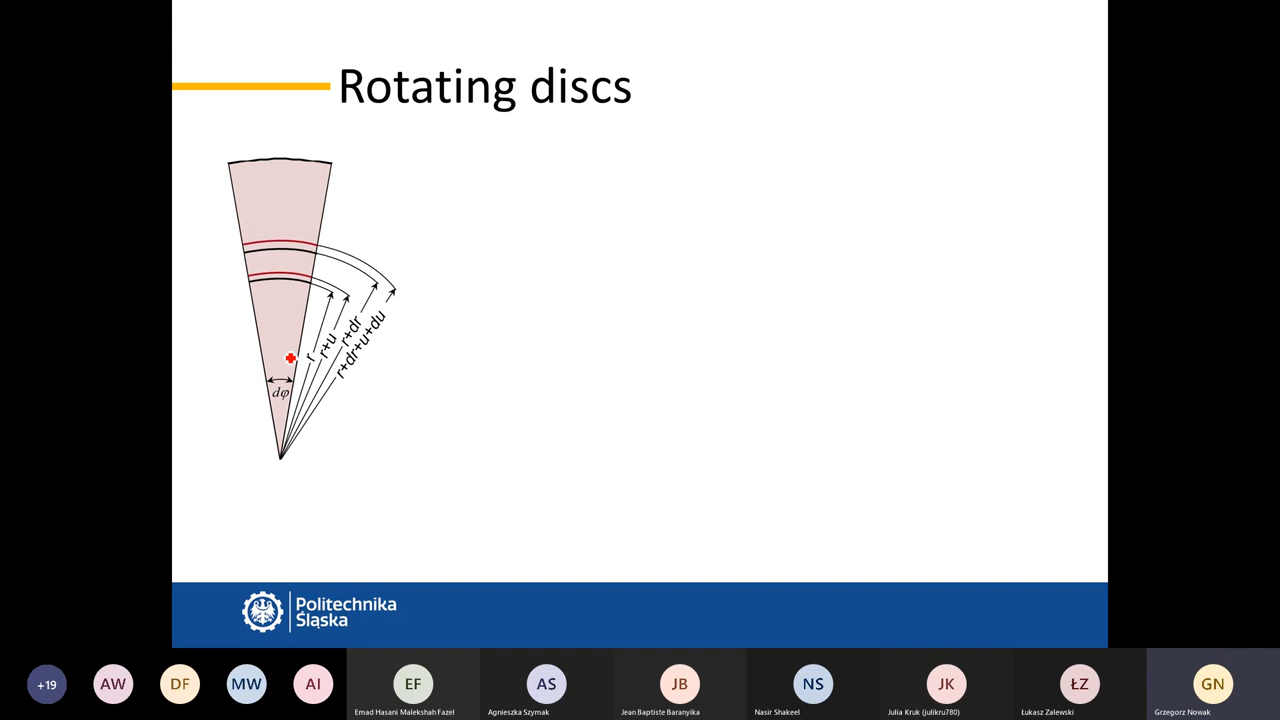 Rotating discs
r
r+u
r+dr
r+dr+u+du
dφ
Politechnika
Śląska
+19
AW
DF
MW
AI
EF
AS
JB
NS
JK
ŁZ
GN
Emad Hasani Malekshah Fazel
Agnieszka Szymak
Jean Baptiste Baranyika
Nasir Shakeel
Julia Kruk (julikru780)
Łukasz Zalewski
Grzegorz Nowak